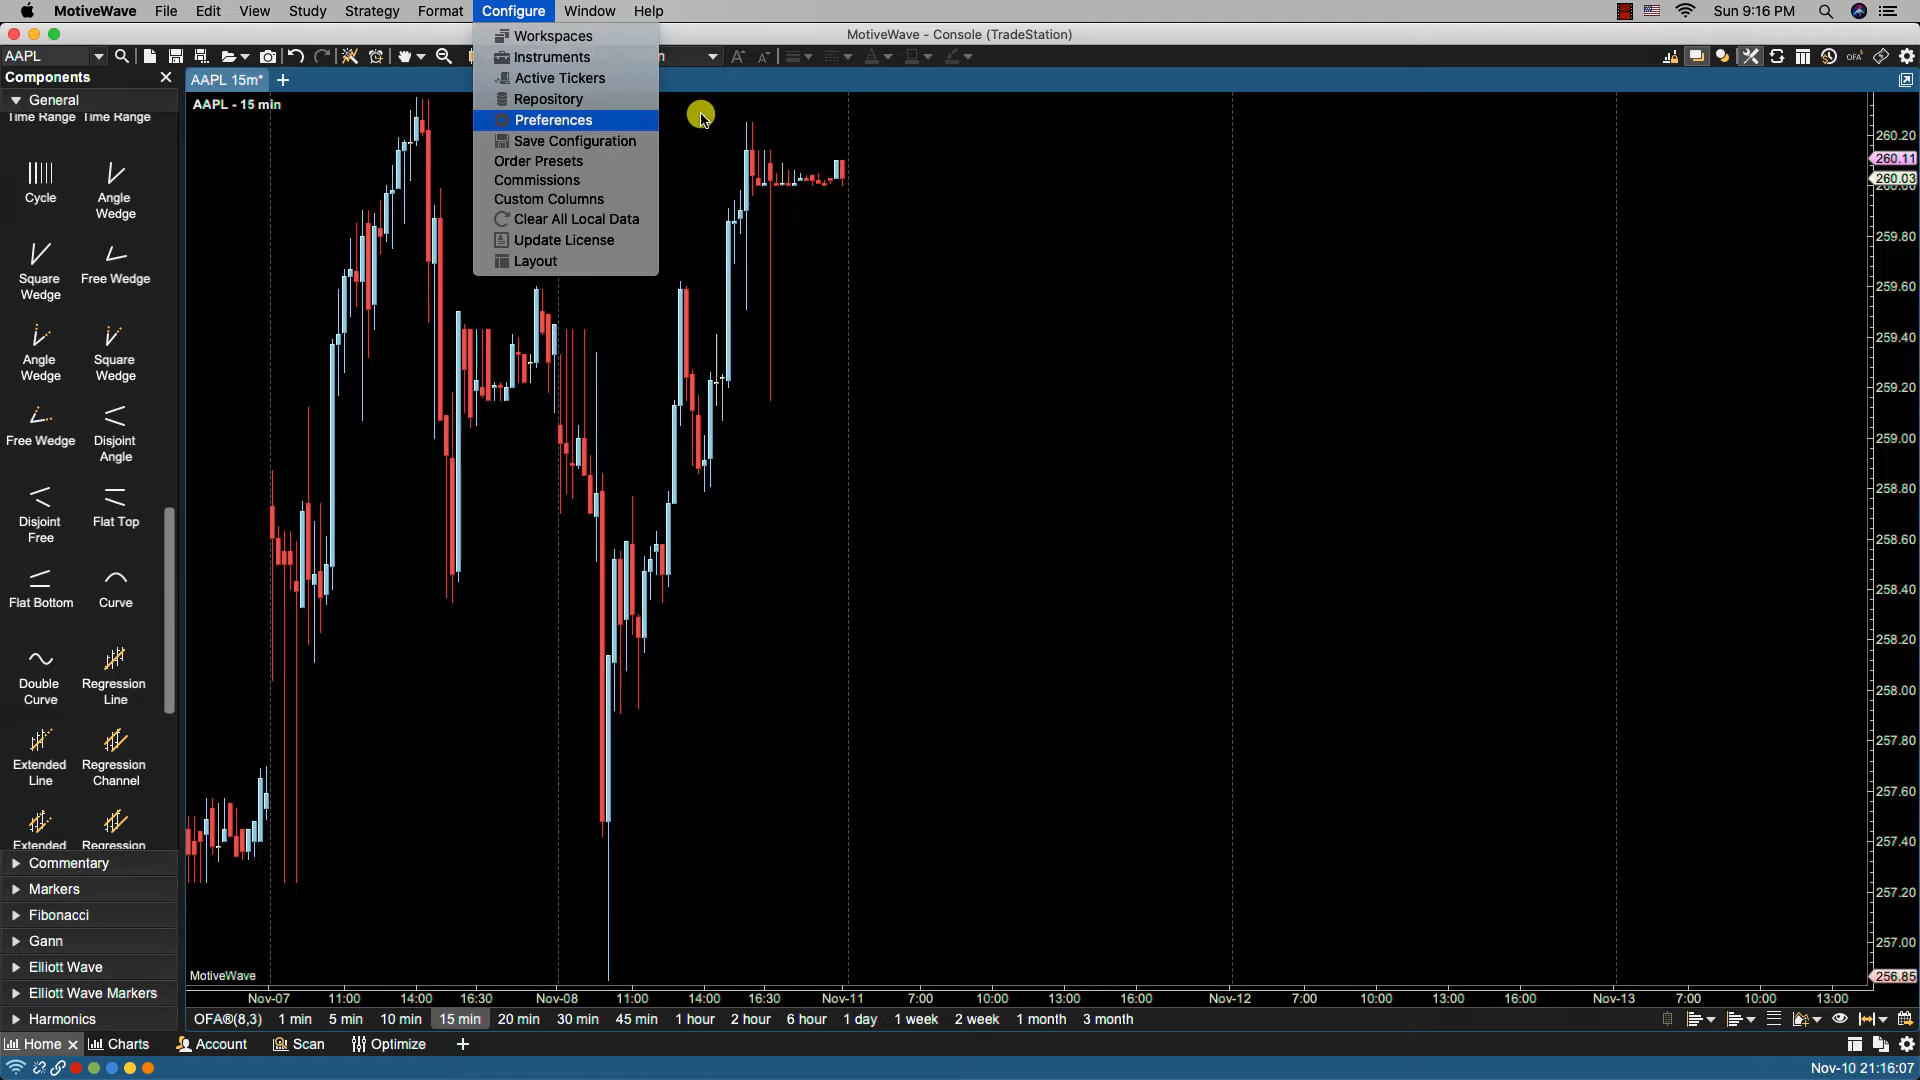 MotiveWave File Edit View Study Strategy Format Configure Window Help Sun 9:16 PM
MotiveWave - Console (TradeStation)
AAPL
Components AAPL 15m*
General
AAPL - 15 min
Workspaces
Instruments
Active Tickers
Repository
Preferences
Save Configuration
Order Presets
Commissions
Custom Columns
Clear All Local Data
Update License
Layout
Time Range Time Range
Cycle Angle Wedge
Square Wedge Free Wedge
Angle Wedge Square Wedge
Free Wedge Disjoint Angle
Disjoint Free Flat Top
Flat Bottom Curve
Double Curve Regression Line
Extended Line Regression Channel
Extended Regression
Commentary
Markers
Fibonacci
Gann
Elliott Wave
Elliott Wave Markers
Harmonics
260.20
260.11
260.03
259.80
259.60
259.40
259.20
259.00
258.80
258.60
258.40
258.20
258.00
257.80
257.60
257.40
257.20
257.00
256.85
MotiveWave
Nov-07 11:00 14:00 16:30 Nov-08 11:00 14:00 16:30 Nov-11 7:00 10:00 13:00 16:00 Nov-12 7:00 10:00 13:00 16:00 Nov-13 7:00 10:00 13:00
OFA®(8,3) 1 min 5 min 10 min 15 min 20 min 30 min 45 min 1 hour 2 hour 6 hour 1 day 1 week 2 week 1 month 3 month
Home Charts Account Scan Optimize
Nov-10 21:16:07